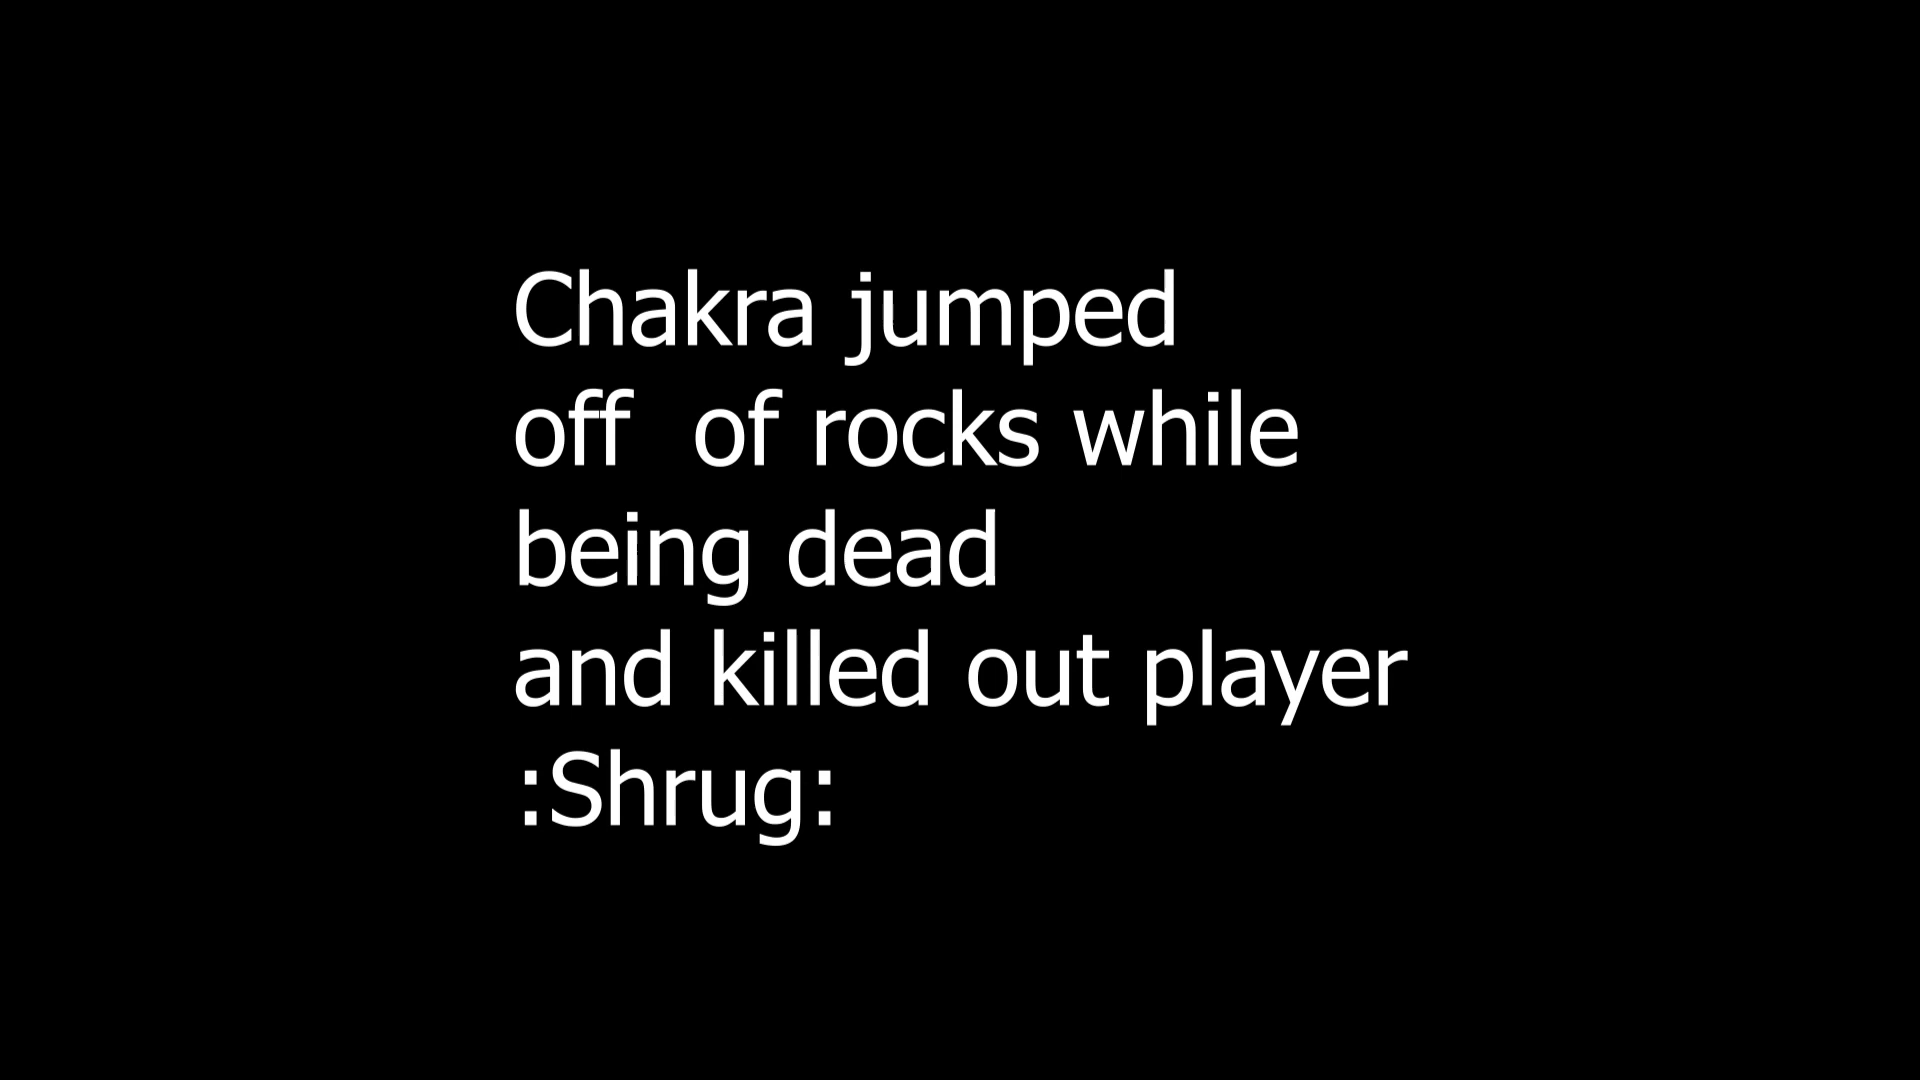 Chakra jumped
off  of rocks while
being dead
and killed out player
:Shrug: